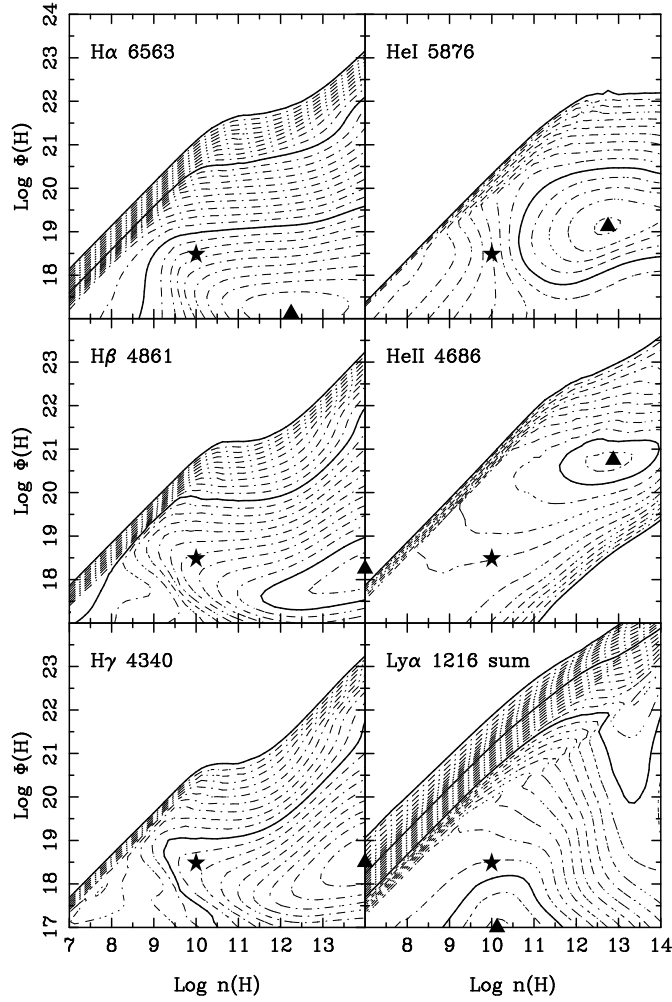 Hα 6563
HeI 5876
24
23
22
21
20
19
18
Log Φ(H)
Hβ 4861
HeII 4686
23
22
21
20
19
18
Log Φ(H)
Hγ 4340
Lyα 1216 sum
23
22
21
20
19
18
17
Log Φ(H)
7 8 9 10 11 12 13
8 9 10 11 12 13 14
Log n(H)
Log n(H)